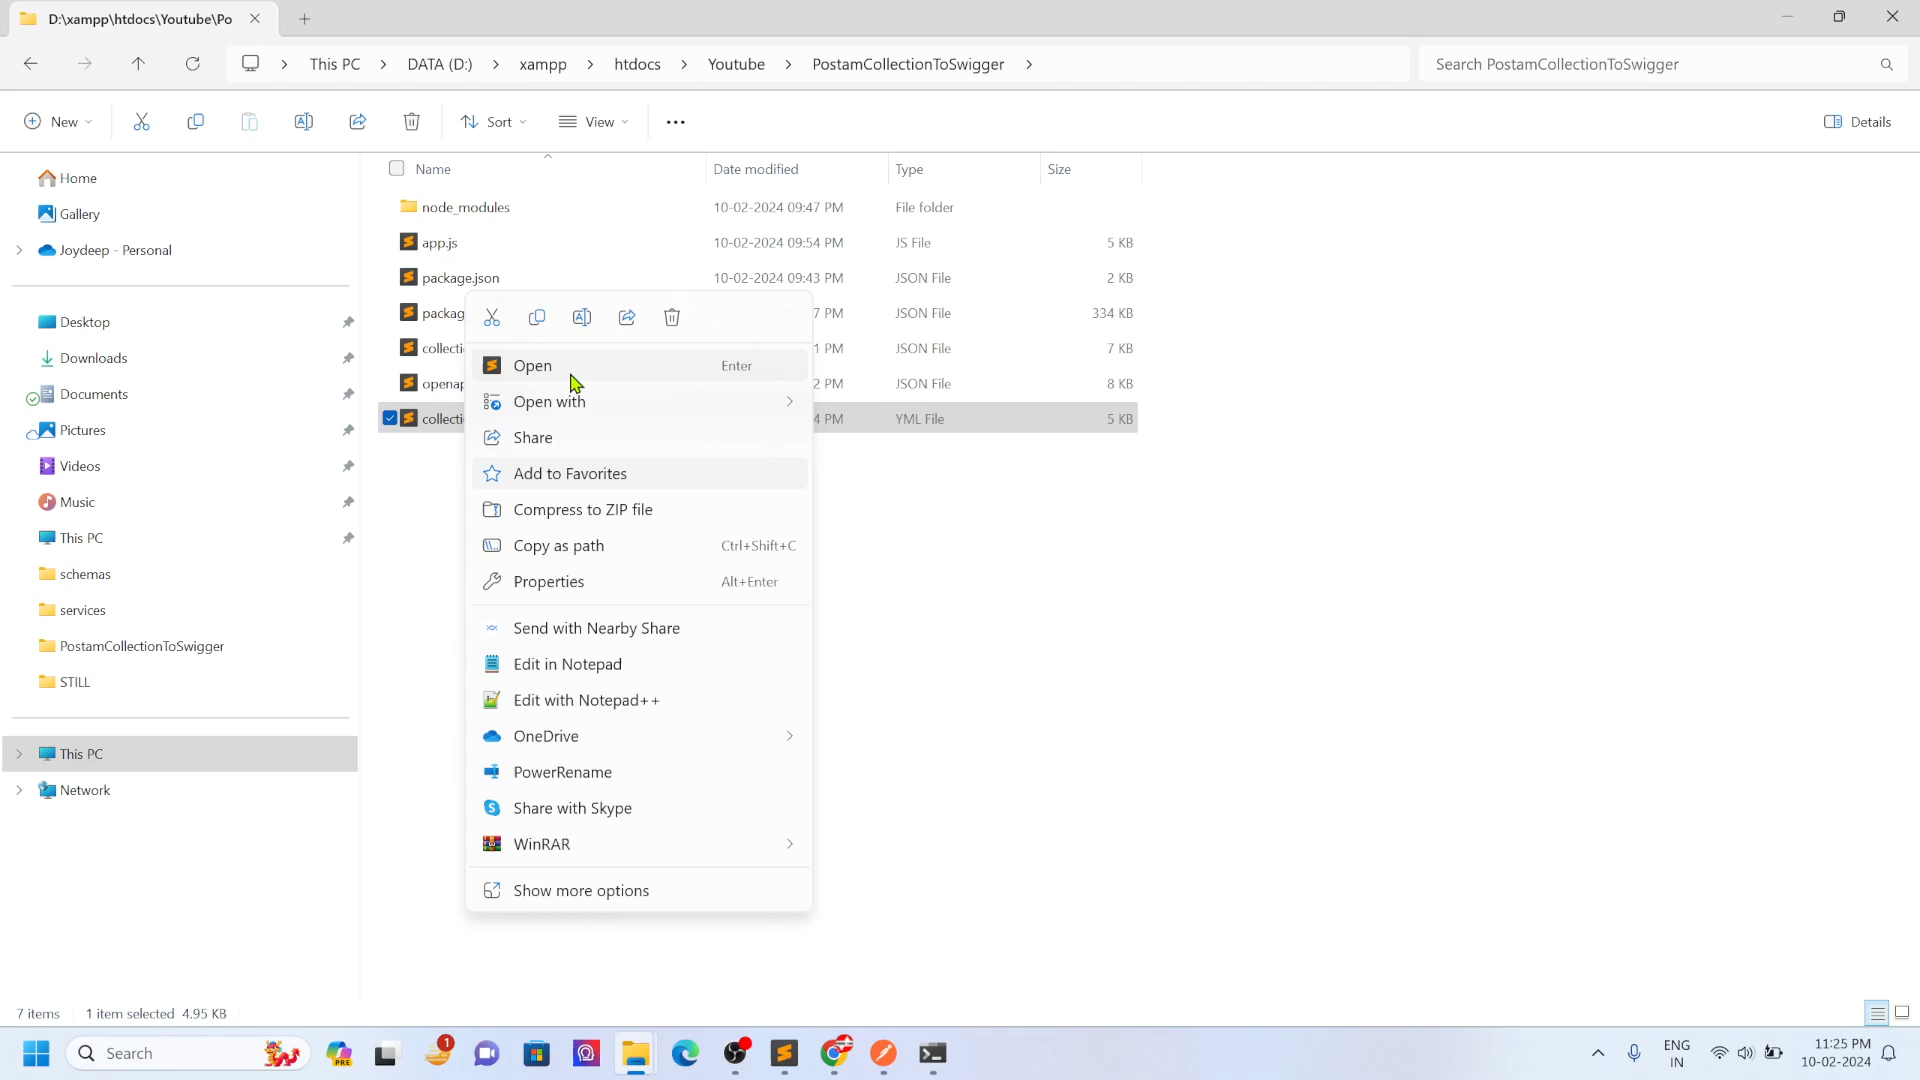 D:\xampp\htdocs\Youtube\Po
This PC > DATA (D:) > xampp > htdocs > Youtube > PostamCollectionToSwigger >
Search PostamCollectionToSwigger
New
Sort
View
Details
Name Date modified Type Size
node_modules 10-02-2024 09:47 PM File folder
app.js 10-02-2024 09:54 PM JS File 5 KB
package.json 10-02-2024 09:43 PM JSON File 2 KB
packag 7 PM JSON File 334 KB
collecti 1 PM JSON File 7 KB
openap 2 PM JSON File 8 KB
collecti 4 PM YML File 5 KB
Home
Gallery
Joydeep - Personal
Desktop
Downloads
Documents
Pictures
Videos
Music
This PC
schemas
services
PostamCollectionToSwigger
STILL
This PC
Network
Open Enter
Open with
Share
Add to Favorites
Compress to ZIP file
Copy as path Ctrl+Shift+C
Properties Alt+Enter
Send with Nearby Share
Edit in Notepad
Edit with Notepad++
OneDrive
PowerRename
Share with Skype
WinRAR
Show more options
7 items 1 item selected 4.95 KB
Search
PRE
1
ENG
IN
11:25 PM
10-02-2024